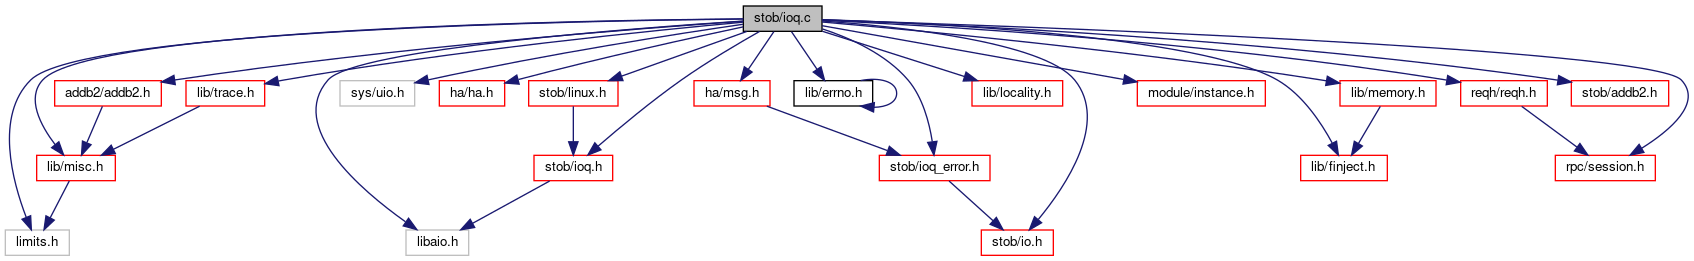 stob/ioq.c
addb2/addb2.h
lib/trace.h
sys/uio.h
ha/ha.h
stob/linux.h
ha/msg.h
lib/errno.h
lib/locality.h
module/instance.h
lib/memory.h
reqh/reqh.h
stob/addb2.h
lib/misc.h
stob/ioq.h
stob/ioq_error.h
lib/finject.h
rpc/session.h
limits.h
libaio.h
stob/io.h